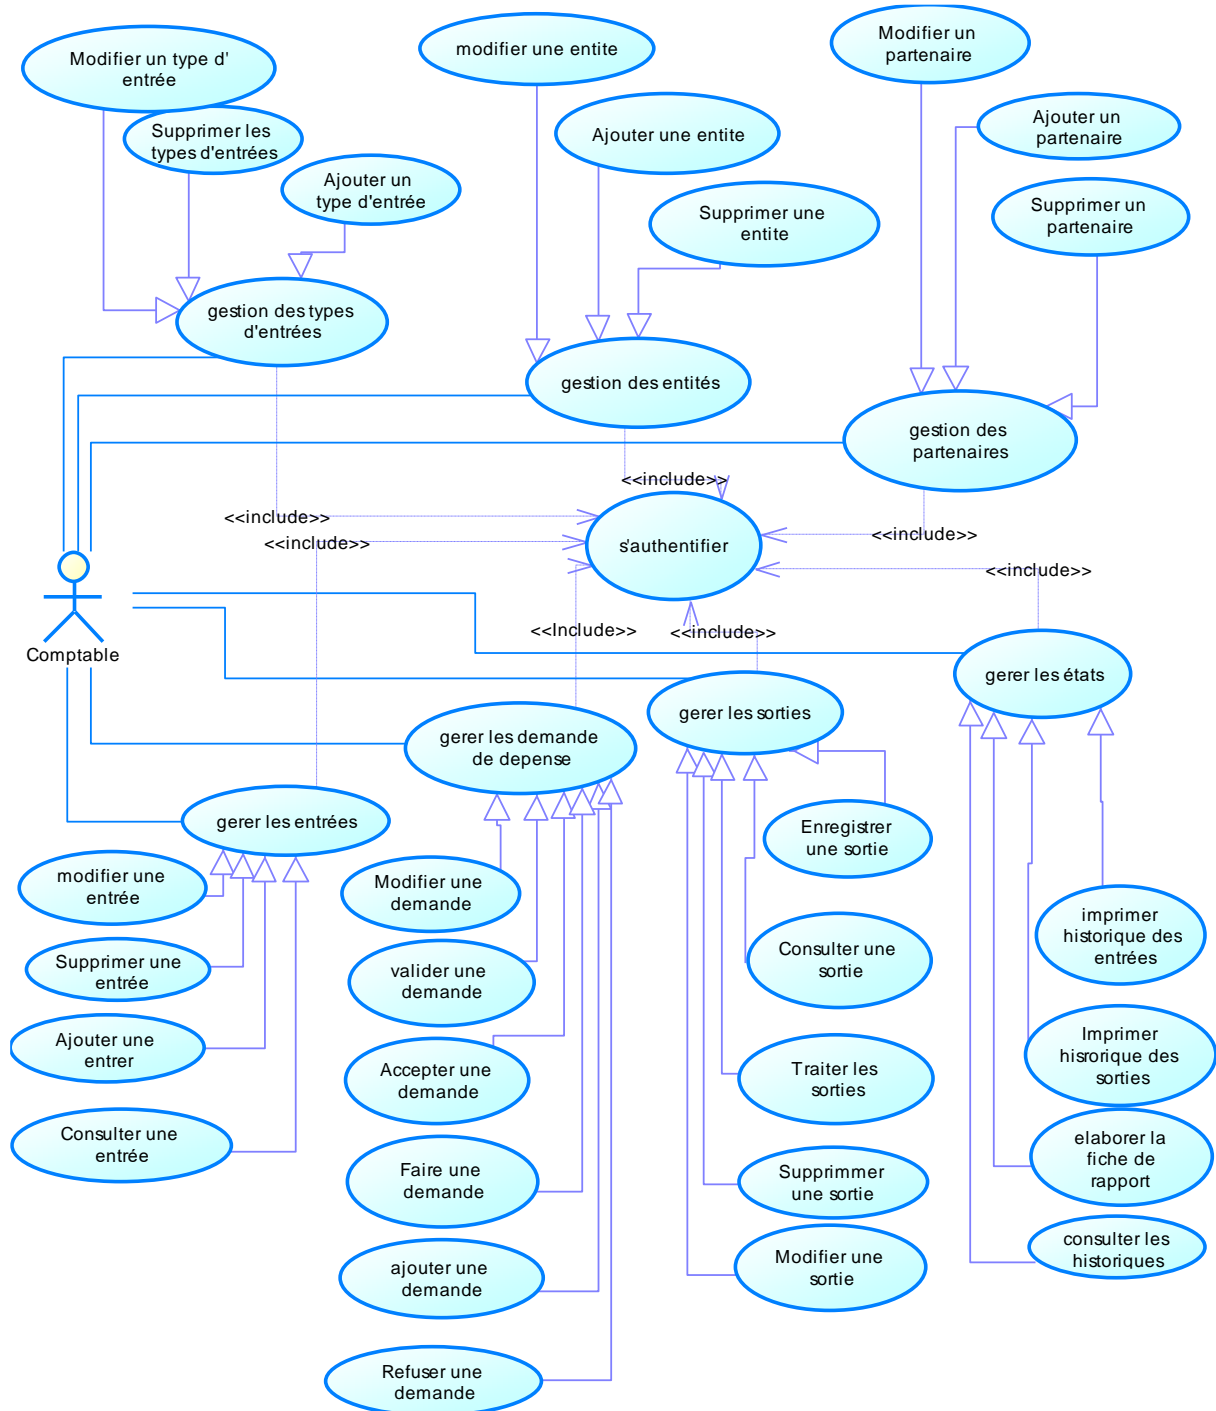 Modifier un type d'
entrée
modifier une entite
Modifier un
partenaire
Supprimer les
types d'entrées
Ajouter une entite
Ajouter un
partenaire
Ajouter un
type d'entrée
Supprimer une
entite
Supprimer un
partenaire
gestion des types
d'entrées
gestion des entités
gestion des
partenaires
<<include>>
<<include>>
<<include>>
<<include>>
s'authentifier
<<include>>
<<Include>>
<<include>>
Comptable
gerer les états
gerer les sorties
gerer les demande
de depense
gerer les entrées
Enregistrer
une sortie
modifier une
entrée
Modifier une
demande
imprimer
historique des
entrées
Consulter une
sortie
Supprimer une
entrée
valider une
demande
Ajouter une
entrer
Imprimer
hisrorique des
sorties
Traiter les
sorties
Accepter une
demande
Consulter une
entrée
elaborer la
fiche de
rapport
Faire une
demande
Supprimmer
une sortie
consulter les
historiques
Modifier une
sortie
ajouter une
demande
Refuser une
demande